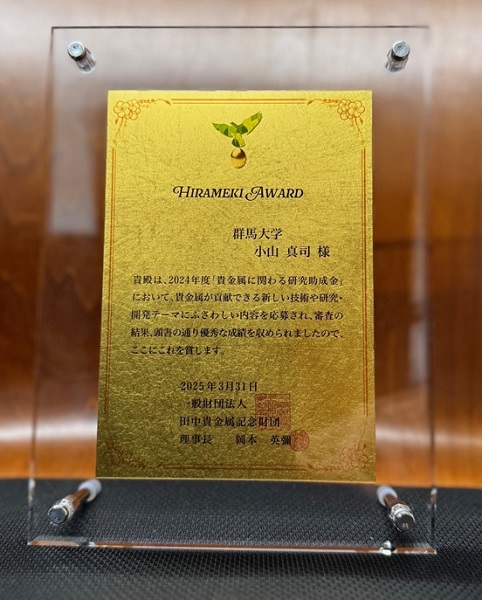 HIRAMEKI AWARD
群馬大学
小山 真司 様
貴殿は、2024年度「貴金属に関わる研究助成金」
において、貴金属が貢献できる新しい技術や研究・
開発テーマにふさわしい内容を応募され、審査の
結果、頭書の通り優秀な成績を収められましたので、
ここにこれを賞します。
2025年3月31日
一般財団法人
田中貴金属記念財団
理事長 岡本 英彌